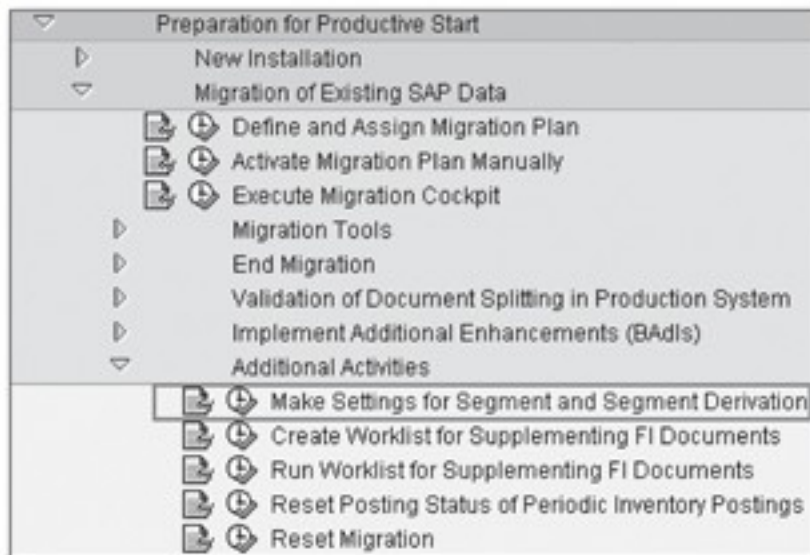 Preparation for Productive Start
New Installation
Migration of Existing SAP Data
Define and Assign Migration Plan
Activate Migration Plan Manually
Execute Migration Cockpit
Migration Tools
End Migration
Validation of Document Splitting in Production System
Implement Additional Enhancements (BAdIs)
Additional Activities
Make Settings for Segment and Segment Derivation
Create Worklist for Supplementing FI Documents
Run Worklist for Supplementing FI Documents
Reset Posting Status of Periodic Inventory Postings
Reset Migration